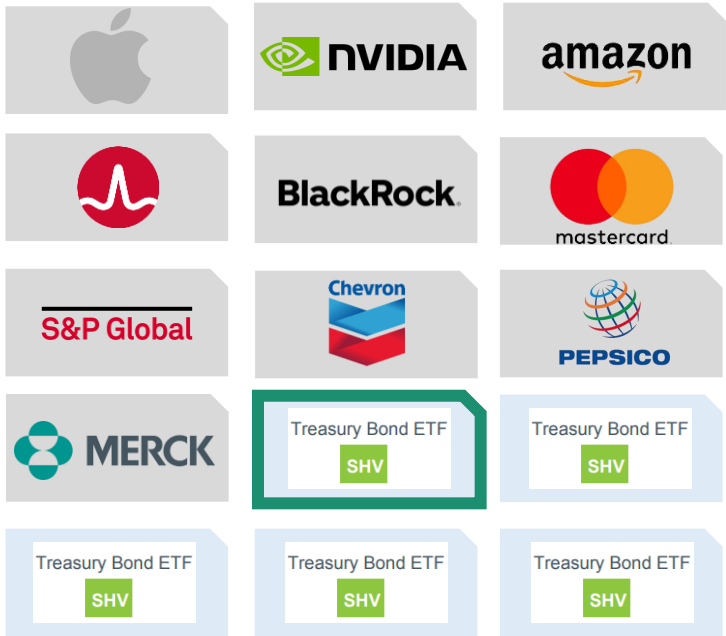 NVIDIA
amazon
BlackRock.
mastercard.
S&P Global
Chevron
PEPSICO
MERCK
Treasury Bond ETF
SHV
Treasury Bond ETF
SHV
Treasury Bond ETF
SHV
Treasury Bond ETF
SHV
Treasury Bond ETF
SHV